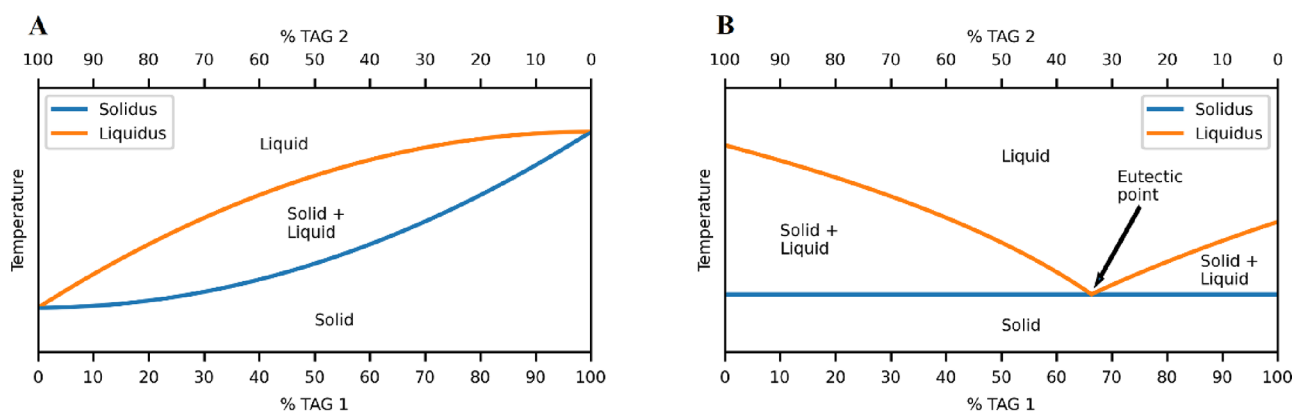 A
% TAG 2
100 90 80 70 60 50 40 30 20 10 0
Solidus
Liquidus
Liquid
Solid +
Liquid
Solid
Temperature
0 10 20 30 40 50 60 70 80 90 100
% TAG 1
B
% TAG 2
100 90 80 70 60 50 40 30 20 10 0
Solidus
Liquidus
Liquid
Eutectic
point
Solid +
Liquid
Solid +
Liquid
Solid
Temperature
0 10 20 30 40 50 60 70 80 90 100
% TAG 1